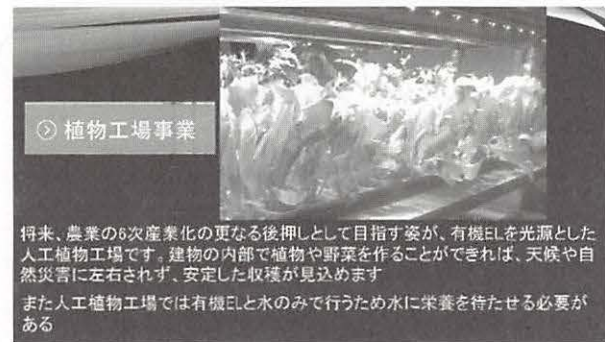 植物工場事業
将来、農業の6次産業化の更なる後押しとして目指す姿が、有機ELを光源とした
人工植物工場です。建物の内部で植物や野菜を作ることができれば、天候や自
然災害に左右されず、安定した収穫が見込めます
また人工植物工場では有機ELと水のみで行うため水に栄養を待たせる必要が
ある